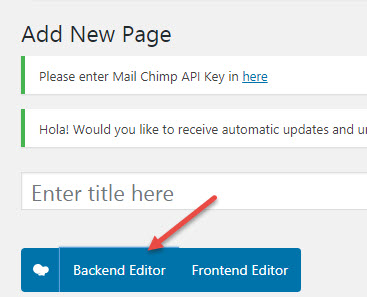 Add New Page
Please enter Mail Chimp API Key in here
Hola! Would you like to receive automatic updates and
Enter title here
Backend Editor Frontend Editor